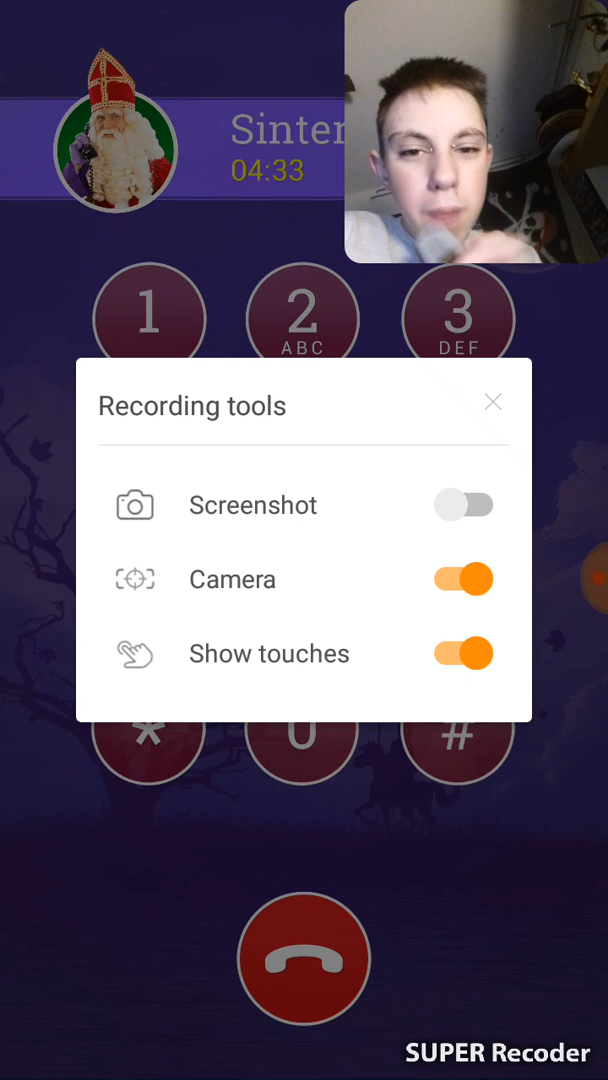 Sinter
04:33
1
2
ABC
3
DEF
Recording tools
Screenshot
Camera
Show touches
*
0
#
SUPER Recoder